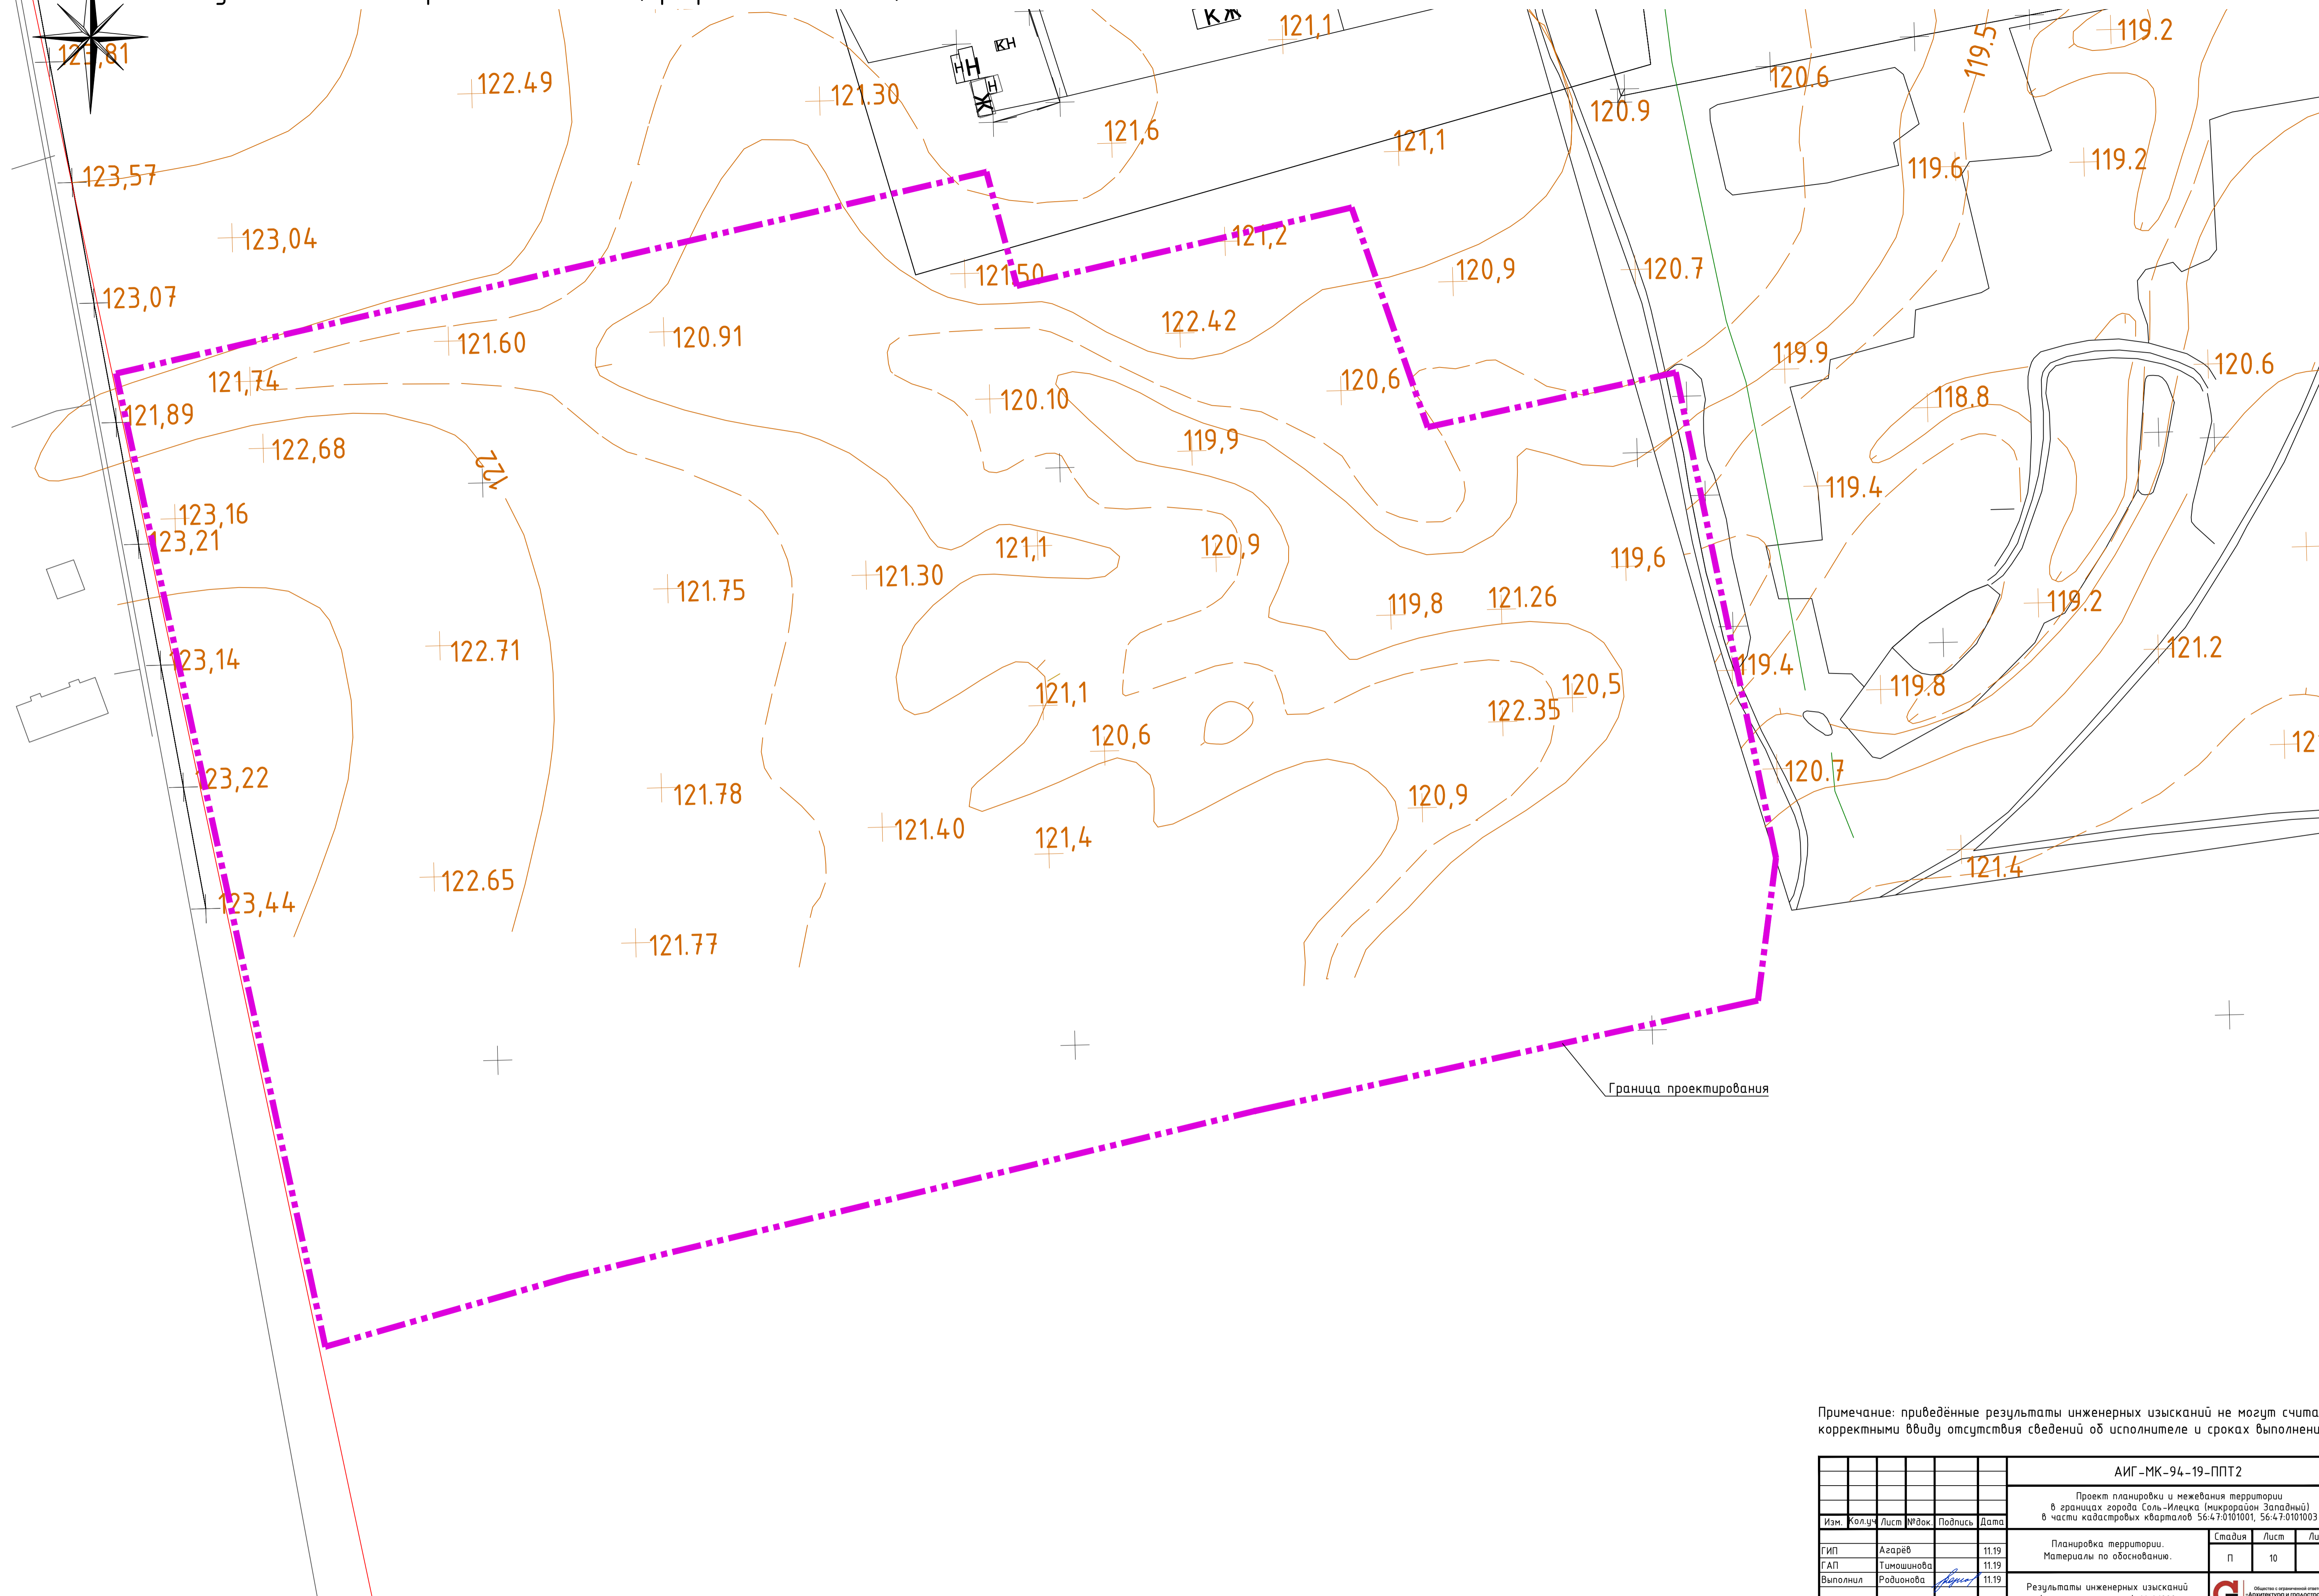 123,81
122.49
121.30
КН
Н
Н
Н
Ж
КЖ
121,1
121,6
121,1
120.9
120.6
119.5
119.2
119.6
119.2
123,57
123,04
123,07
121.50
121,2
120,9
120.7
122.42
121.60
120.91
119.9
120.6
121,74
121,89
120.10
120,6
118.8
122,68
122
119,9
119.4
123,16
123,21
121,1
120,9
119,6
121.30
121.75
119,8
121.26
119.2
122.71
123,14
121.2
119.4
121,1
122.35
120,5
119.8
120,6
123,22
121.78
120,9
120.7
121.40
121,4
122.65
121.4
123,44
121.77
Граница проектирования
Примечание: приведённые результаты инженерных изысканий не могут счита
корректными ввиду отсутствия сведений об исполнителе и сроках выполнени
АИГ-МК-94-19-ППТ2
Проект планировки и межевания территории
в границах города Соль-Илецка (микрорайон Западный)
в части кадастровых кварталов 56:47:0101001, 56:47:0101003
Изм. Кол.уч Лист №док. Подпись Дата
Планировка территории.
Материалы по обоснованию.
Стадия Лист
П 10
ГИП Агарёв 11.19
ГАП Тимошинова 11.19
Выполнил Родионова 11.19
Результаты инженерных изысканий